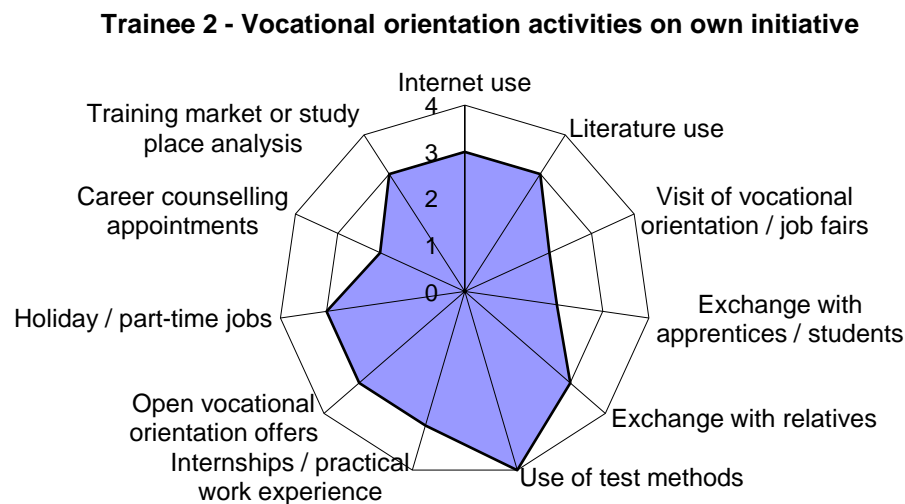 Trainee 2 - Vocational orientation activities on own initiative
Internet use
Literature use
Visit of vocational
orientation / job fairs
Exchange with
apprentices / students
Exchange with relatives
Use of test methods
Internships / practical
work experience
Open vocational
orientation offers
Holiday / part-time jobs
Career counselling
appointments
Training market or study
place analysis
4
3
2
1
0